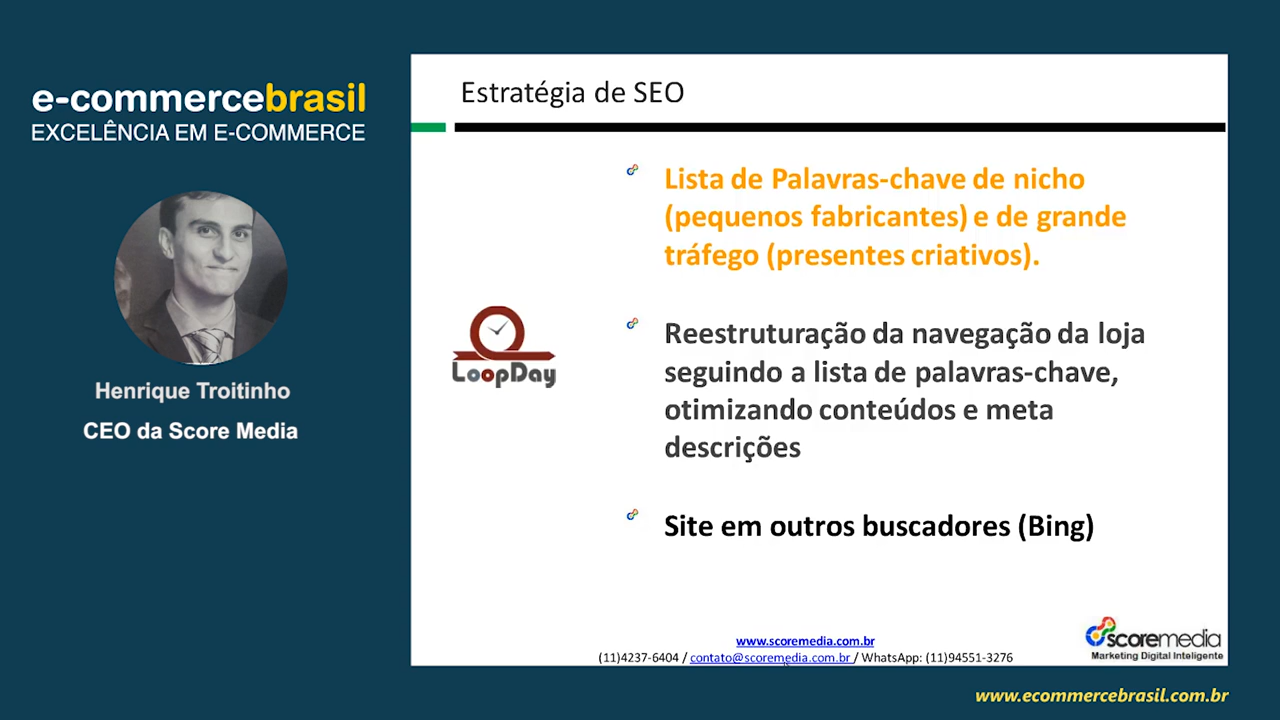 e-commercebrasil
EXCELÊNCIA EM E-COMMERCE
Henrique Troitinho
CEO da Score Media
Estratégia de SEO
Lista de Palavras-chave de nicho
(pequenos fabricantes) e de grande
tráfego (presentes criativos).
LoopDay
Reestruturação da navegação da loja
seguindo a lista de palavras-chave,
otimizando conteúdos e meta
descrições
Site em outros buscadores (Bing)
www.scoremedia.com.br
(11)4237-6404 / contato@scoremedia.com.br / WhatsApp: (11)94551-3276
scoremedia
Marketing Digital Inteligente
www.ecommercebrasil.com.br